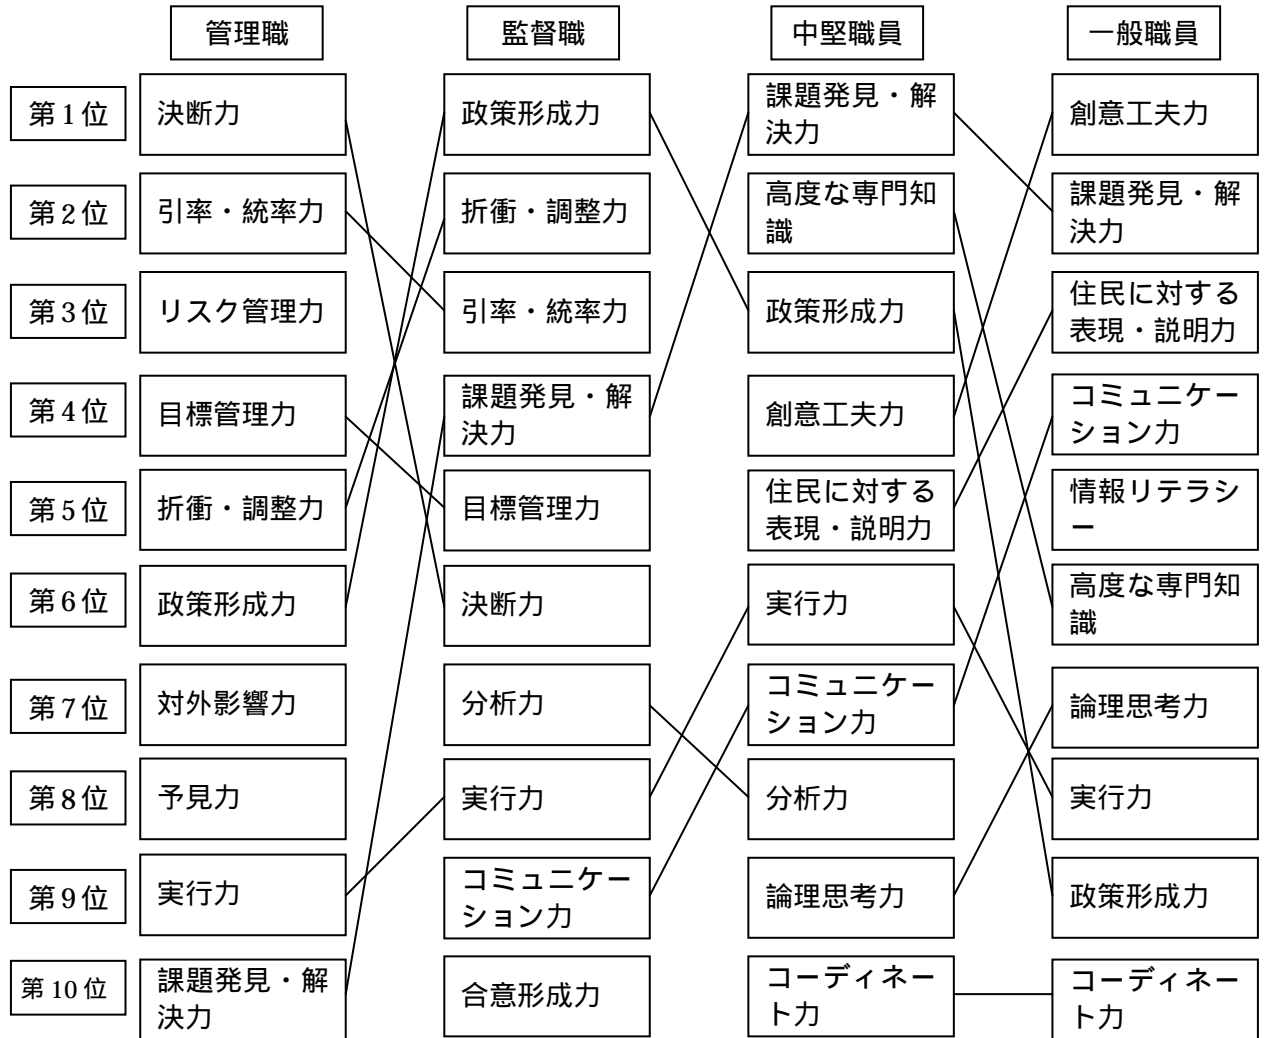 管理職
監督職
中堅職員
一般職員
第1位
決断力
政策形成力
課題発見・解
決力
創意工夫力
第2位
引率・統率力
折衝・調整力
高度な専門知
識
課題発見・解
決力
第3位
リスク管理力
引率・統率力
政策形成力
住民に対する
表現・説明力
第4位
目標管理力
課題発見・解
決力
創意工夫力
コミュニケー
ション力
第5位
折衝・調整力
目標管理力
住民に対する
表現・説明力
情報リテラシ
ー
第6位
政策形成力
決断力
実行力
高度な専門知
識
第7位
対外影響力
分析力
コミュニケー
ション力
論理思考力
第8位
予見力
実行力
分析力
実行力
第9位
実行力
コミュニケー
ション力
論理思考力
政策形成力
第10位
課題発見・解
決力
合意形成力
コーディネー
ト力
コーディネー
ト力